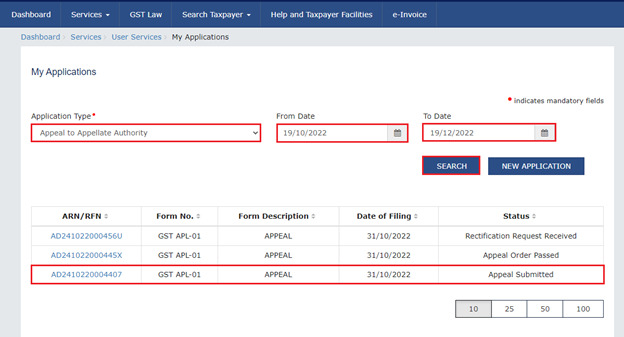 Dashboard Services GST Law Search Taxpayer Help and Taxpayer Facilities e-Invoice
Dashboard › Services › User Services › My Applications
My Applications
• indicates mandatory fields
Application Type• From Date To Date
Appeal to Appellate Authority 19/10/2022 19/12/2022
SEARCH NEW APPLICATION
ARN/RFN Form No. Form Description Date of Filing Status
AD241022000456U GST APL-01 APPEAL 31/10/2022 Rectification Request Received
AD241022000445X GST APL-01 APPEAL 31/10/2022 Appeal Order Passed
AD2410220004407 GST APL-01 APPEAL 31/10/2022 Appeal Submitted
10 25 50 100